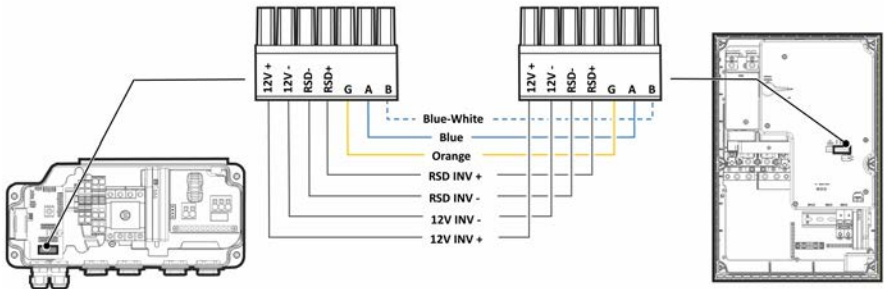 12V + 12V - RSD- RSD+ G A B
12V + 12V - RSD- RSD+ G A B
Blue-White
Blue
Orange
RSD INV +
RSD INV -
12V INV -
12V INV +